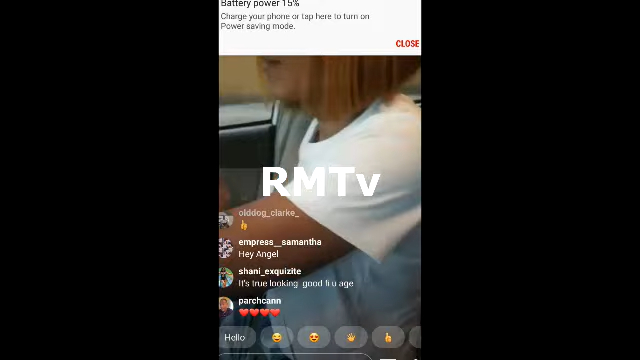 Battery power 15%
Charge your phone or tap here to turn on
Power saving mode.
CLOSE
RMTv
olddog_clarke_
👍
empress__samantha
Hey Angel
shani_exquizite
It's true looking good fi u age
parchcann
❤️❤️❤️❤️
Hello 😂 😍 👋 👍